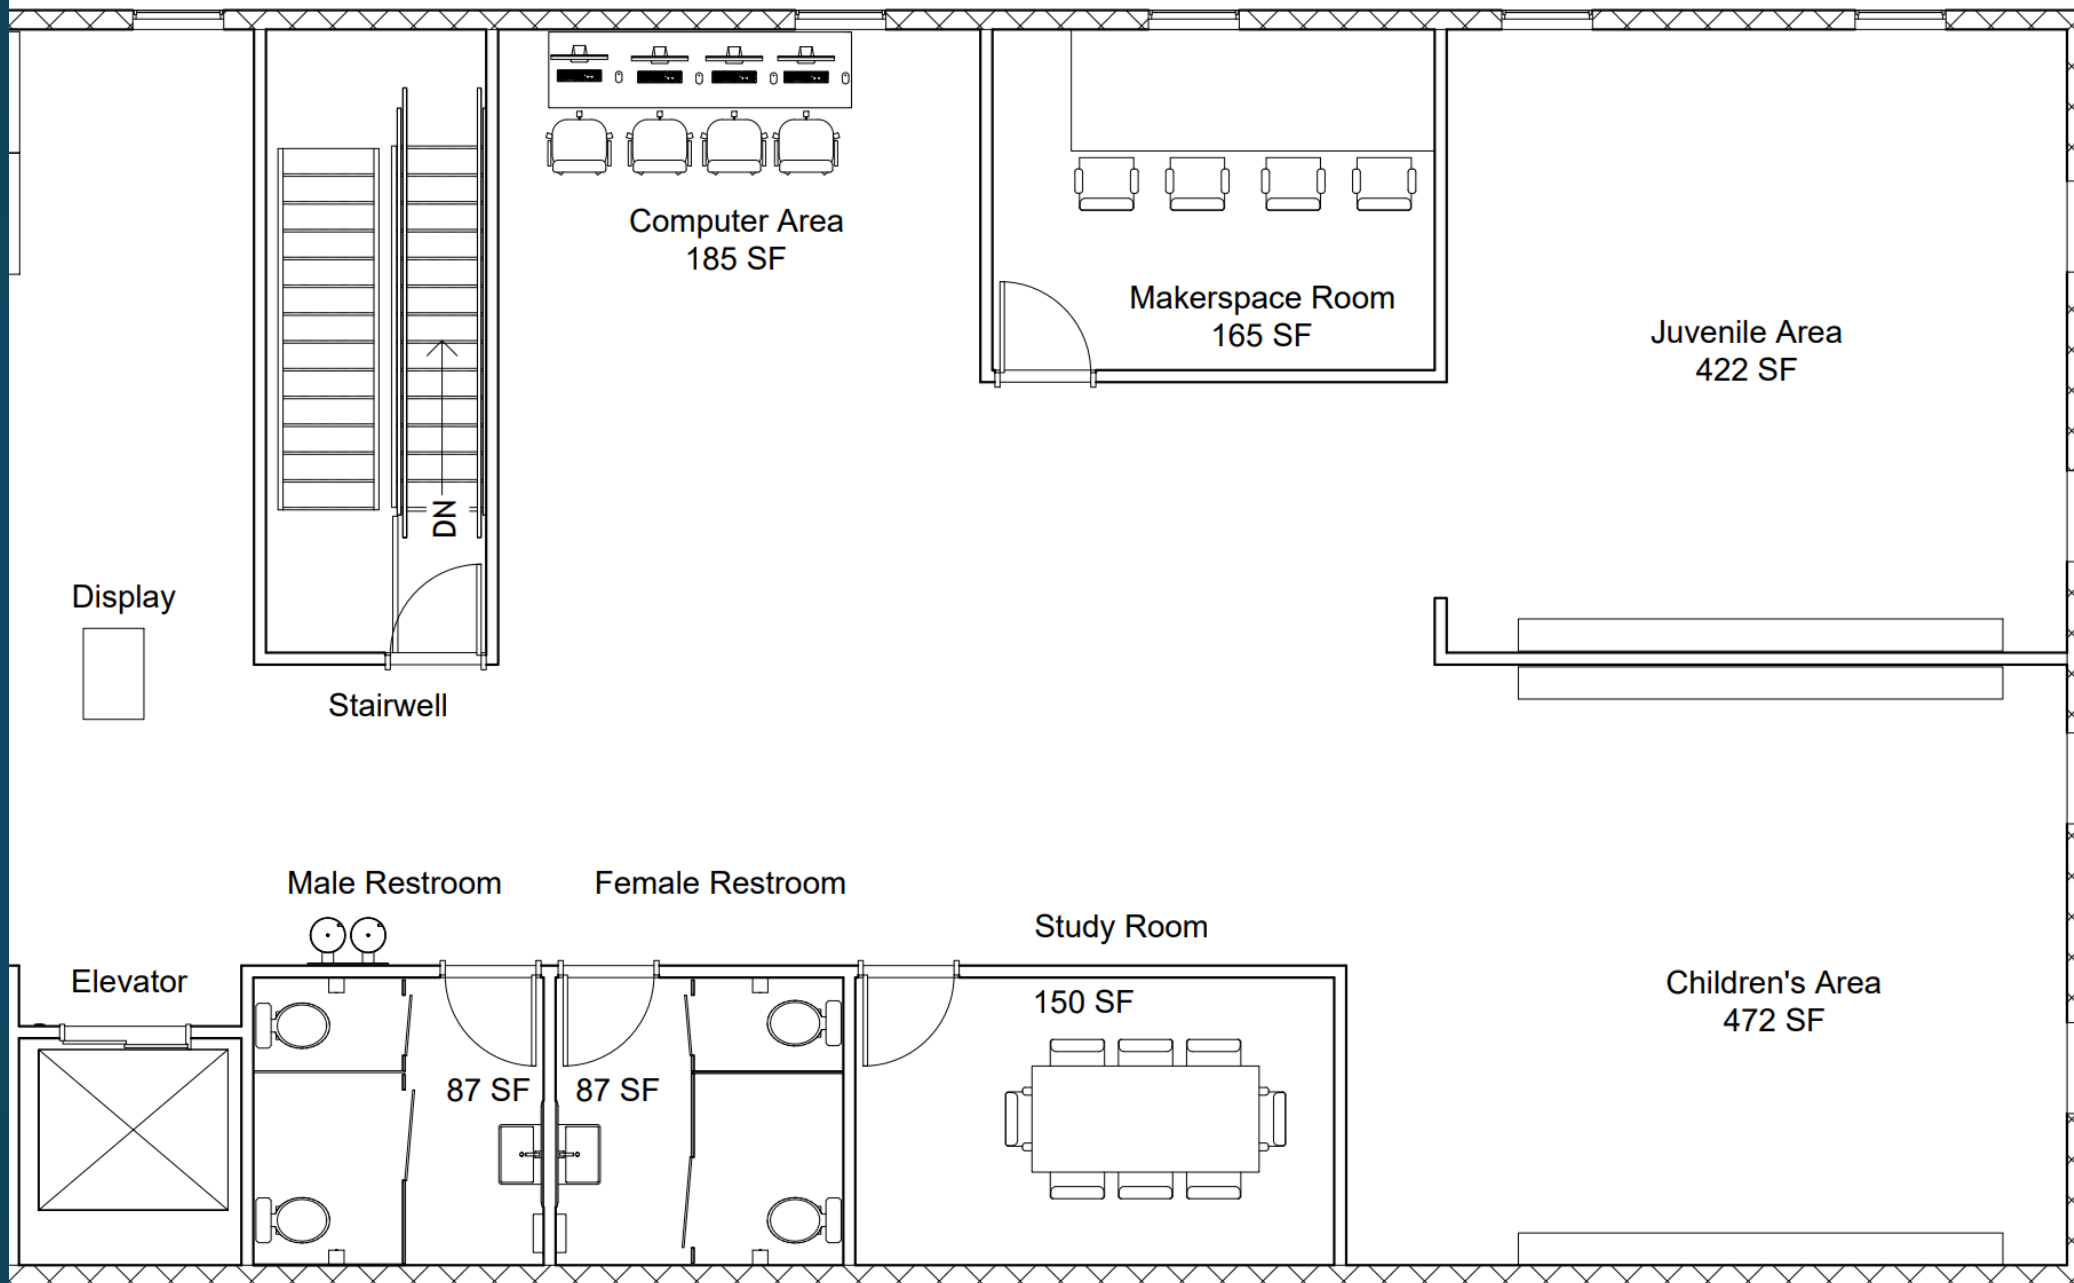 Computer Area
185 SF
Makerspace Room
165 SF
Juvenile Area
422 SF
DN
Display
Stairwell
Male Restroom
Female Restroom
Study Room
Elevator
150 SF
Children's Area
472 SF
87 SF
87 SF